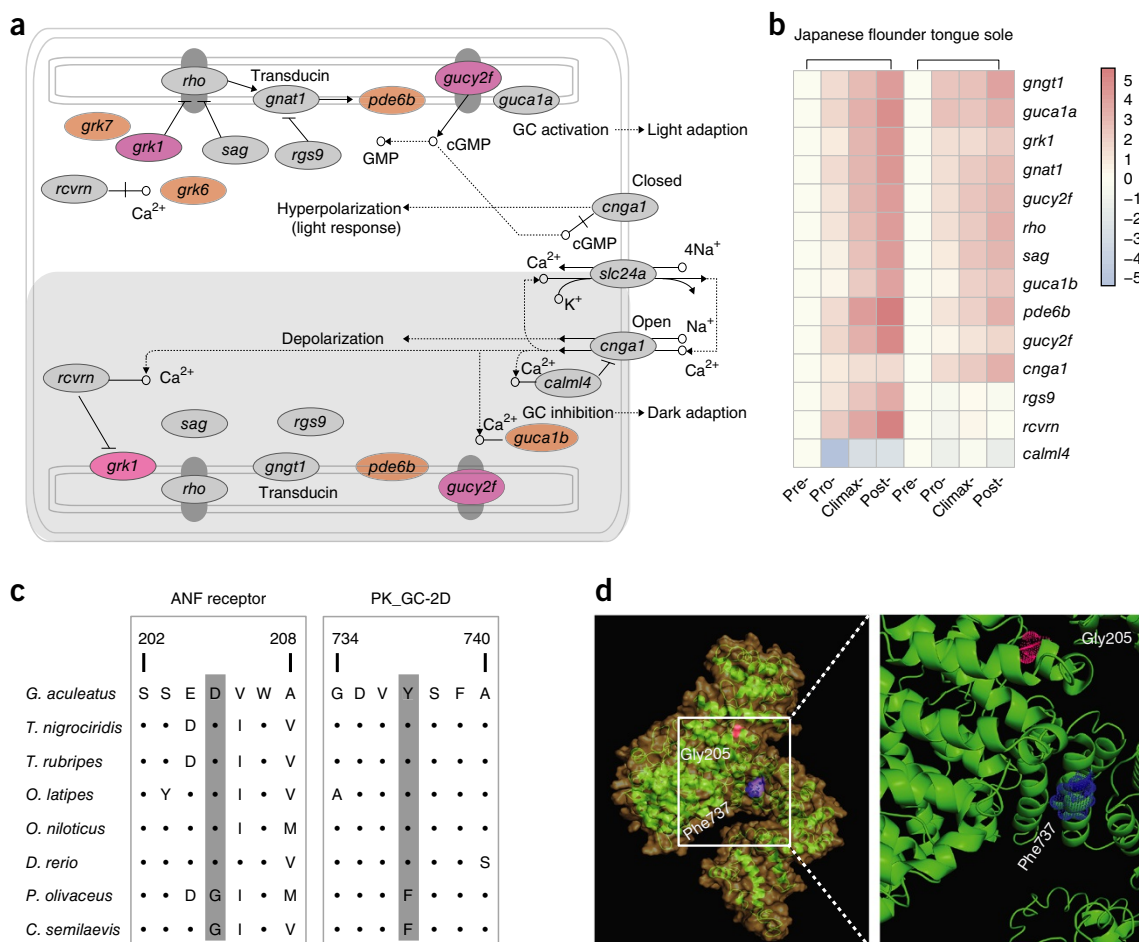 a
rho
Transducin
gnat1
pde6b
gucy2f
guca1a
grk7
grk1
sag
rgs9
GMP
cGMP
GC activation
Light adaption
rcvrn
Ca2+
grk6
Closed
cnga1
Hyperpolarization
(light response)
cGMP
Ca2+
4Na+
slc24a
K+
Open
Na+
Depolarization
cnga1
Ca2+
rcvrn
Ca2+
Ca2+
calml4
sag
rgs9
GC inhibition
Dark adaption
Ca2+
guca1b
grk1
gngt1
pde6b
gucy2f
rho
Transducin
b
Japanese flounder tongue sole
gngt1
guca1a
grk1
gnat1
gucy2f
rho
sag
guca1b
pde6b
gucy2f
cnga1
rgs9
rcvrn
calml4
Pre- Pro- Climax- Post- Pre- Pro- Climax- Post-
5
4
3
2
1
0
−1
−2
−3
−4
−5
c
ANF receptor PK_GC-2D
202 208 734 740
G. aculeatus S S E D V W A G D V Y S F A
T. nigrociridis • • D • I • V • • • • • • •
T. rubripes • • D • I • V • • • • • • •
O. latipes • Y • • I • V A • • • • • •
O. niloticus • • • • I • M • • • • • • •
D. rerio • • • • • • V • • • • • • S
P. olivaceus • • D G I • M • • • F • • •
C. semilaevis • • • G I • V • • • F • • •
d
Gly205
Phe737
Gly205
Phe737